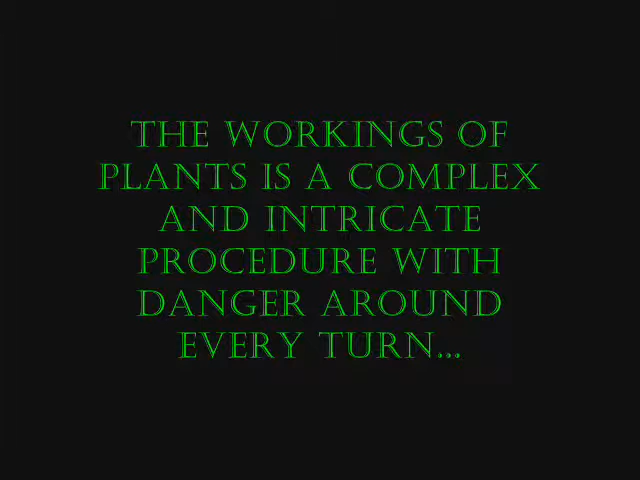 THE WORKINGS OF
PLANTS IS A COMPLEX
AND INTRICATE
PROCEDURE WITH
DANGER AROUND
EVERY TURN...